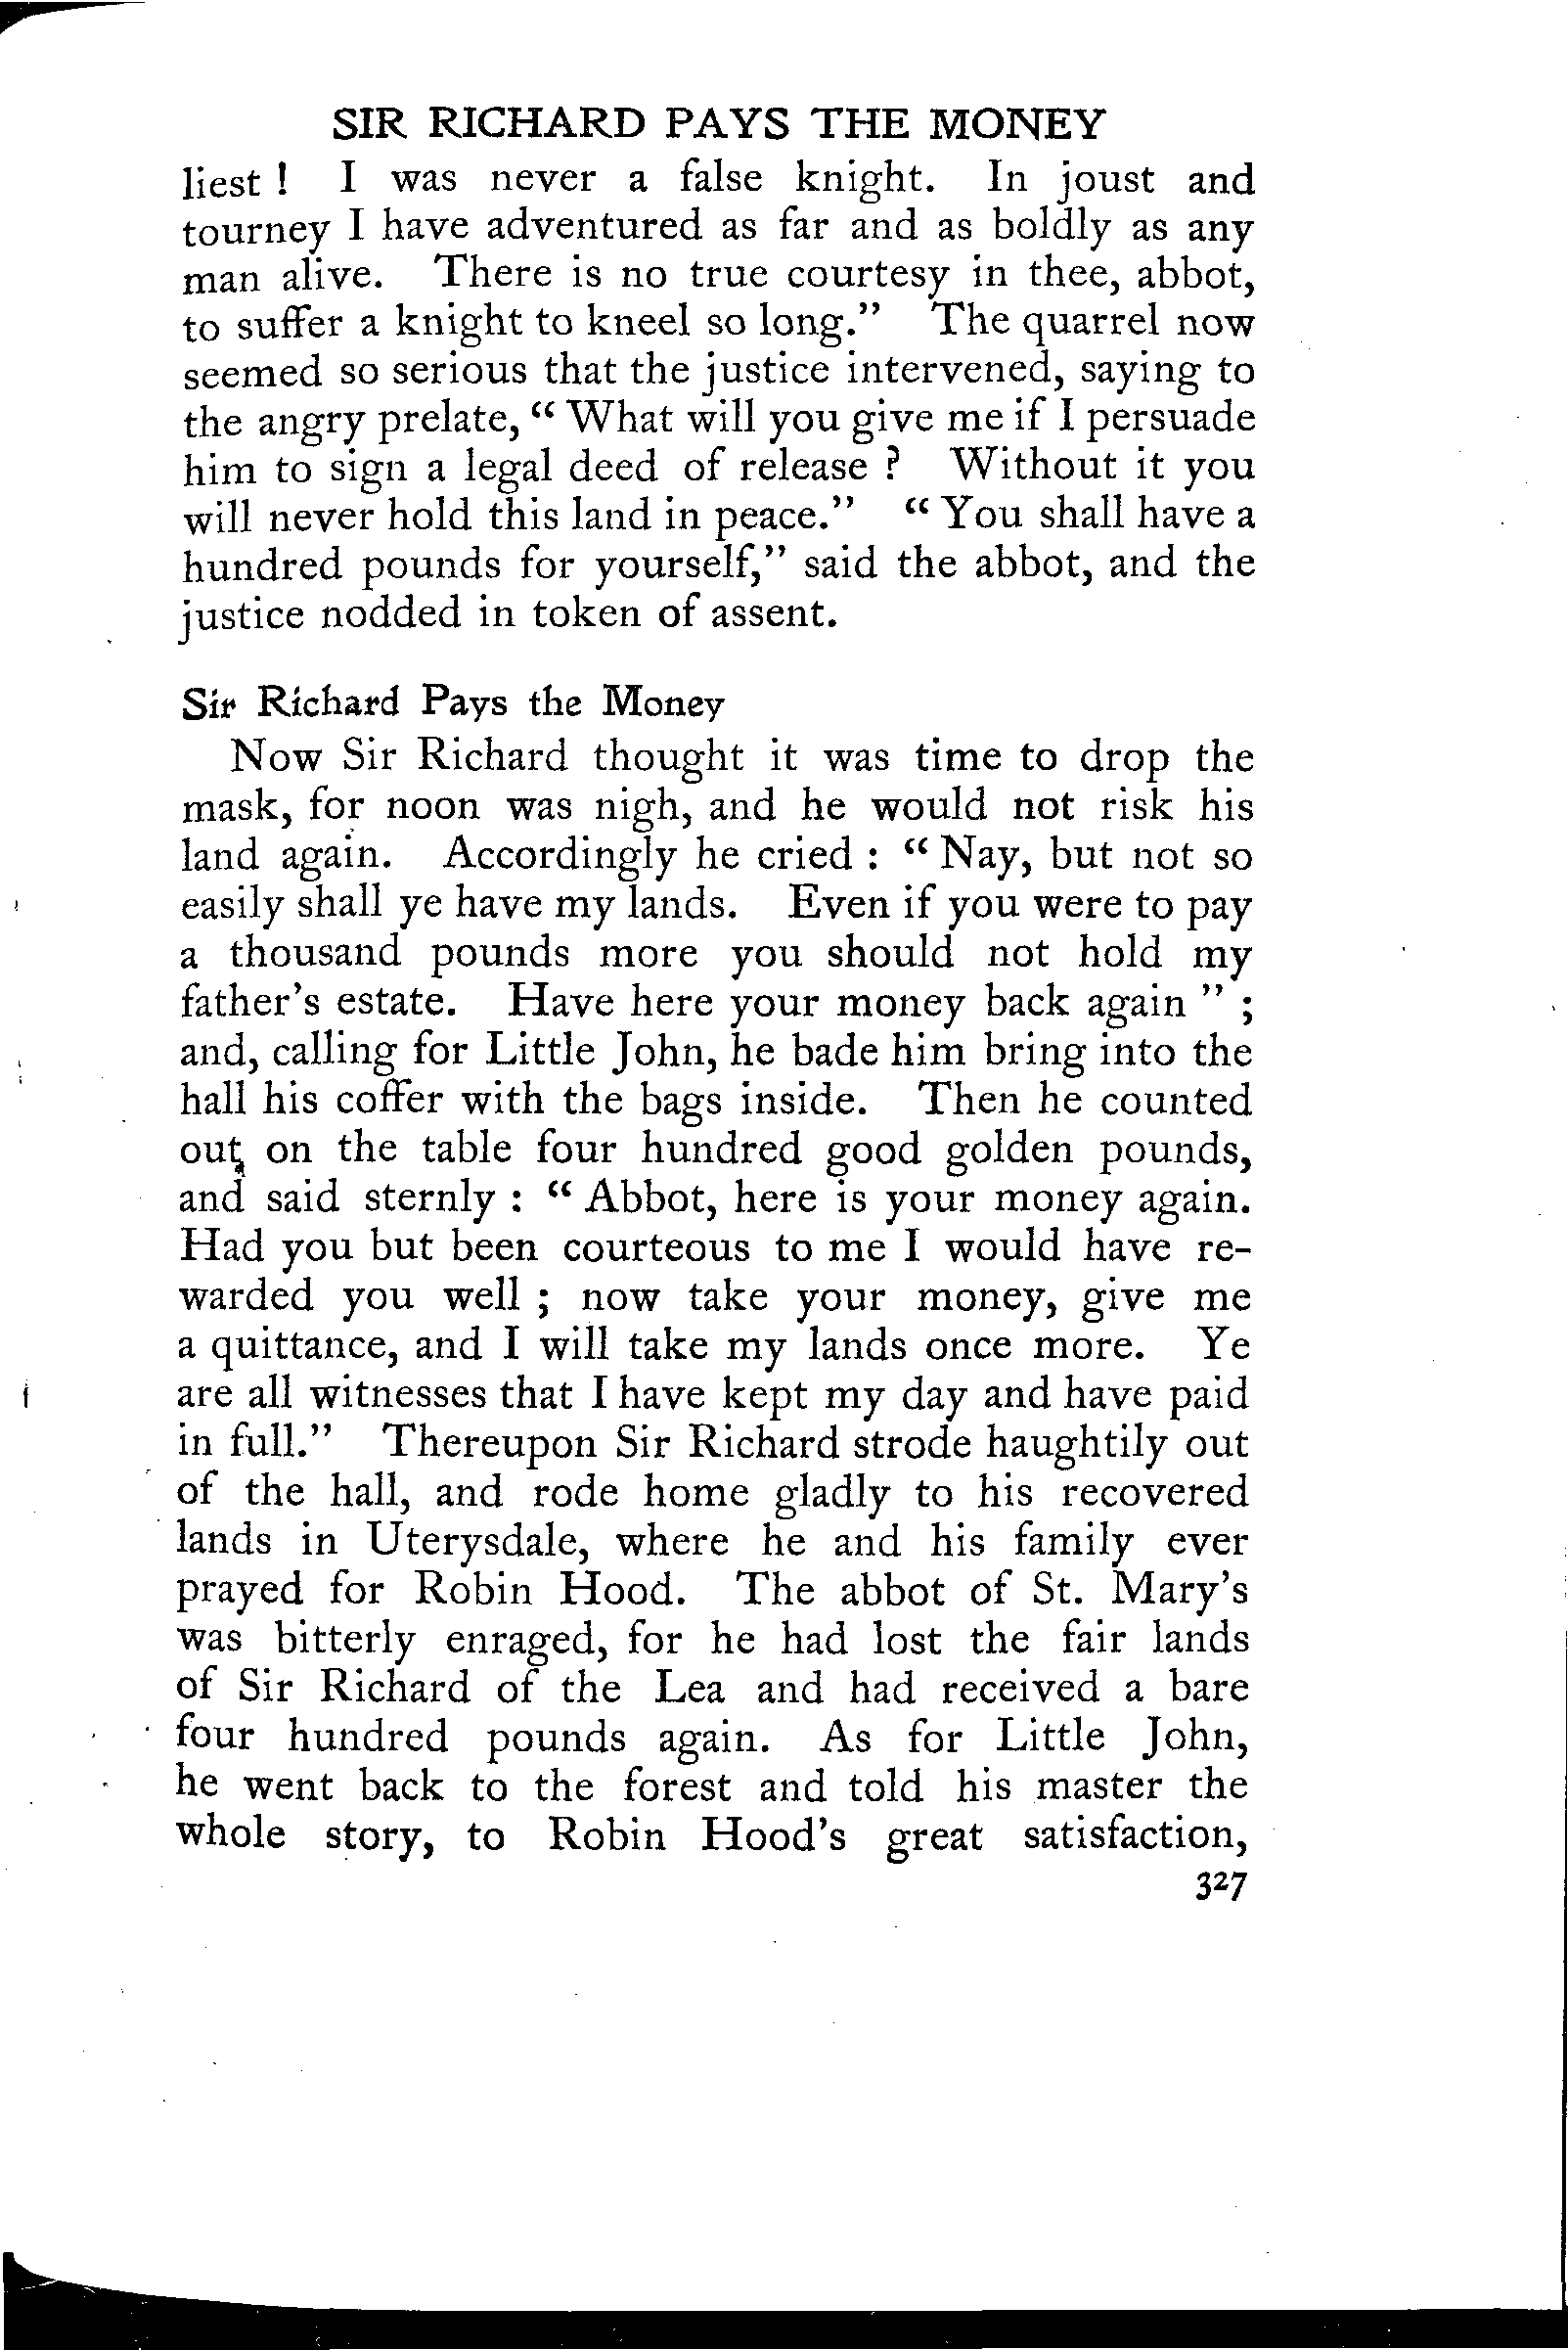 SIR RICHARD PAYS THE MONEY
liest ! I was never a false knight. In joust and
tourney I have adventured as far and as boldly as any
man alive. There is no true courtesy in thee, abbot,
to suffer a knight to kneel so long.” The quarrel now
seemed so serious that the justice intervened, saying to
the angry prelate, “ What will you give me if I persuade
him to sign a legal deed of release ? Without it you
will never hold this land in peace.” “ You shall have a
hundred pounds for yourself,” said the abbot, and the
justice nodded in token of assent.
Sir Richard Pays the Money
Now Sir Richard thought it was time to drop the
mask, for noon was nigh, and he would not risk his
land again. Accordingly he cried : “ Nay, but not so
easily shall ye have my lands. Even if you were to pay
a thousand pounds more you should not hold my
father’s estate. Have here your money back again ” ;
and, calling for Little John, he bade him bring into the
hall his coffer with the bags inside. Then he counted
out on the table four hundred good golden pounds,
and said sternly : “ Abbot, here is your money again.
Had you but been courteous to me I would have re-
warded you well ; now take your money, give me
a quittance, and I will take my lands once more. Ye
are all witnesses that I have kept my day and have paid
in full.” Thereupon Sir Richard strode haughtily out
of the hall, and rode home gladly to his recovered
lands in Uterysdale, where he and his family ever
prayed for Robin Hood. The abbot of St. Mary’s
was bitterly enraged, for he had lost the fair lands
of Sir Richard of the Lea and had received a bare
four hundred pounds again. As for Little John,
he went back to the forest and told his master the
whole story, to Robin Hood’s great satisfaction,
327